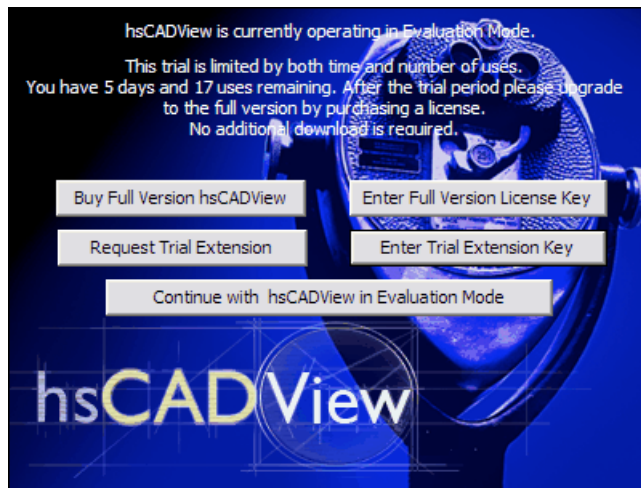 hsCADView is currently operating in Evaluation Mode.
This trial is limited by both time and number of uses.
You have 5 days and 17 uses remaining. After the trial period please upgrade
to the full version by purchasing a license.
No additional download is required.
Buy Full Version hsCADView
Enter Full Version License Key
Request Trial Extension
Enter Trial Extension Key
Continue with hsCADView in Evaluation Mode
hsCADView